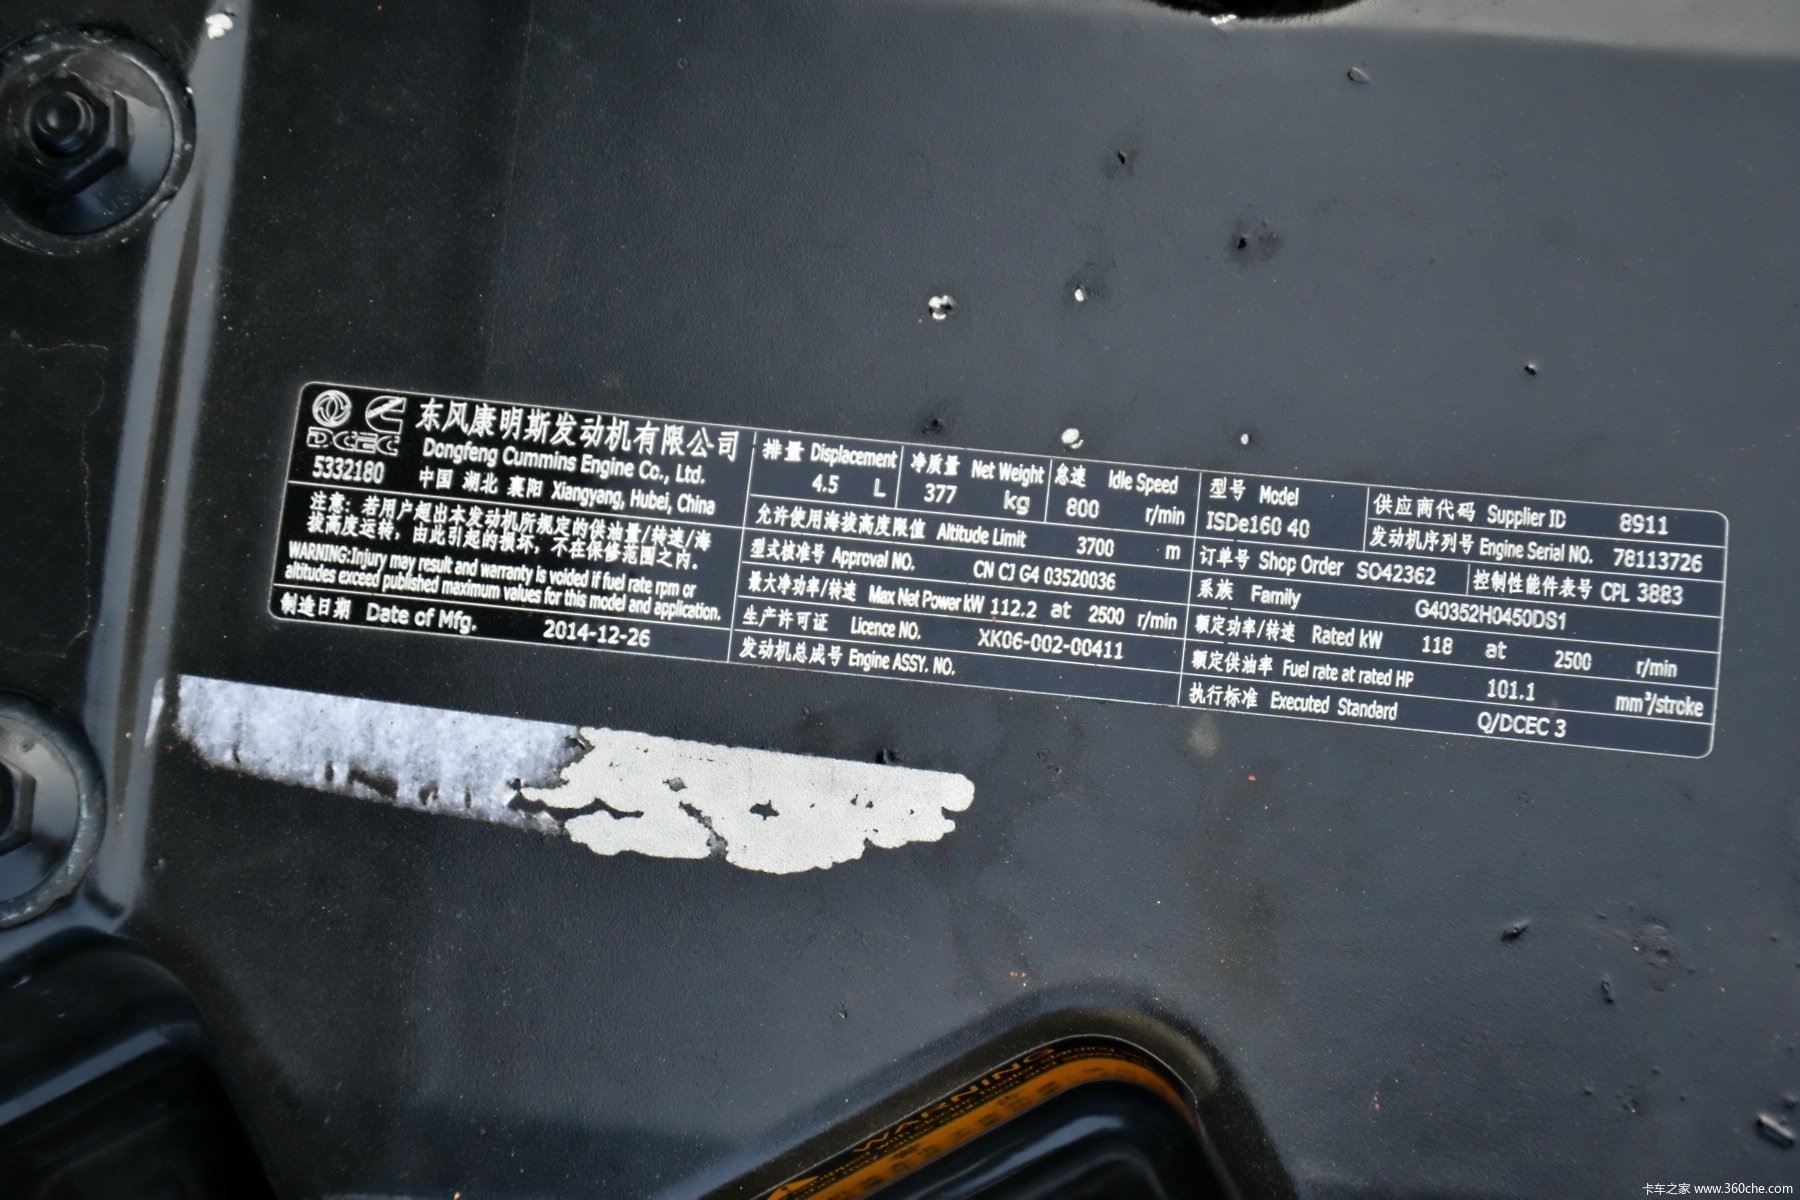 DCEC
5332180
东风康明斯发动机有限公司
Dongfeng Cummins Engine Co., Ltd.
中国 湖北 襄阳 Xiangyang, Hubei, China
注意：若用户超出本发动机所规定的供油量/转速/海
拔高度运转，由此引起的损坏，不在保修范围之内.
WARNING:Injury may result and warranty is voided if fuel rate rpm or
altitudes exceed published maximum values for this model and application.
制造日期 Date of Mfg. 2014-12-26
排量 Displacement
4.5 L
净质量 Net Weight
377 kg
怠速 Idle Speed
800 r/min
允许使用海拔高度限值 Altitude Limit 3700 m
型式核准号 Approval NO. CN CJ G4 03520036
最大净功率/转速 Max Net Power kW 112.2 at 2500 r/min
生产许可证 Licence NO. XK06-002-00411
发动机总成号 Engine ASSY. NO.
型号 Model
ISDe160 40
供应商代码 Supplier ID 8911
发动机序列号 Engine Serial NO. 78113726
订单号 Shop Order SO42362 控制性能件表号 CPL 3883
系族 Family G40352H0450DS1
额定功率/转速 Rated kW 118 at 2500 r/min
额定供油率 Fuel rate at rated HP 101.1 mm³/stroke
执行标准 Executed Standard Q/DCEC 3
WARNING
卡车之家 www.360che.com